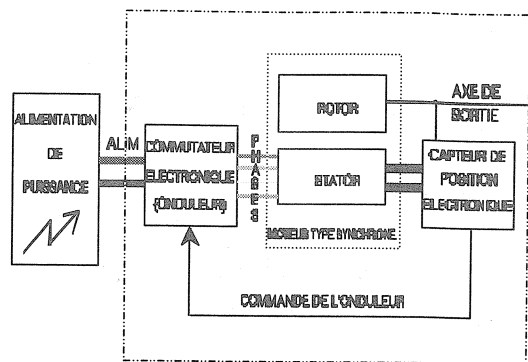 ALIMENTATION
DE
PUISSANCE
ALIM
COMMUTATEUR
ELECTRONIQUE
(ONDULEUR)
PHASES
ROTOR
STATOR
MOTEUR TYPE SYNCHRONE
AXE DE
SORTIE
CAPTEUR DE
POSITION
ELECTRONIQUE
COMMANDE DE L'ONDULEUR